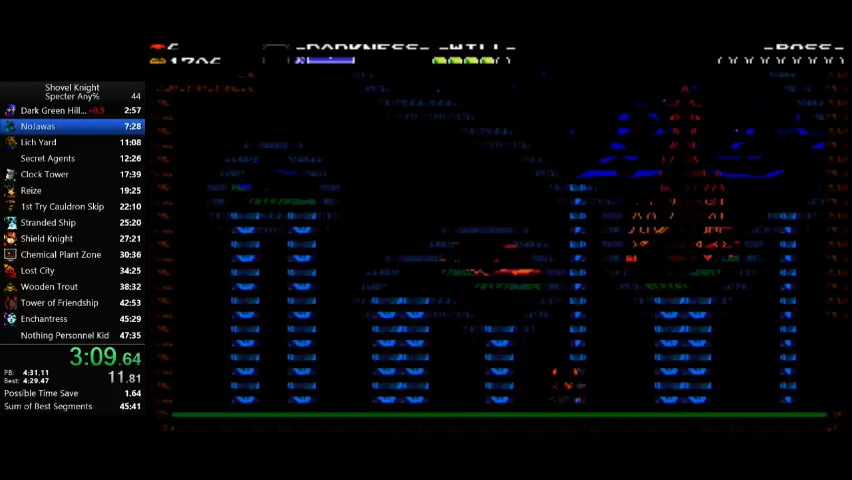 Shovel Knight
Specter Any%
44
Dark Green Hill... +0.5 2:57
NoJawas 7:28
Lich Yard 11:08
Secret Agents 12:26
Clock Tower 17:39
Reize 19:25
1st Try Cauldron Skip 22:10
Stranded Ship 25:20
Shield Knight 27:21
Chemical Plant Zone 30:36
Lost City 34:25
Wooden Trout 38:32
Tower of Friendship 42:53
Enchantress 45:29
Nothing Personnel Kid 47:35
3:09.64
PB: 4:31.11
11.81
Best: 4:29.47
Possible Time Save 1.64
Sum of Best Segments 45:41
-DARKNESS- -WILL- -BOSS-